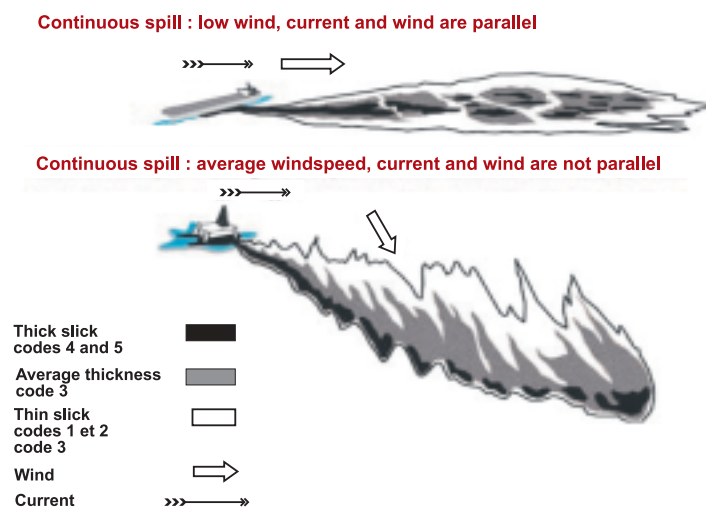 Continuous spill : low wind, current and wind are parallel
Continuous spill : average windspeed, current and wind are not parallel
Thick slick
codes 4 and 5
Average thickness
code 3
Thin slick
codes 1 et 2
code 3
Wind
Current